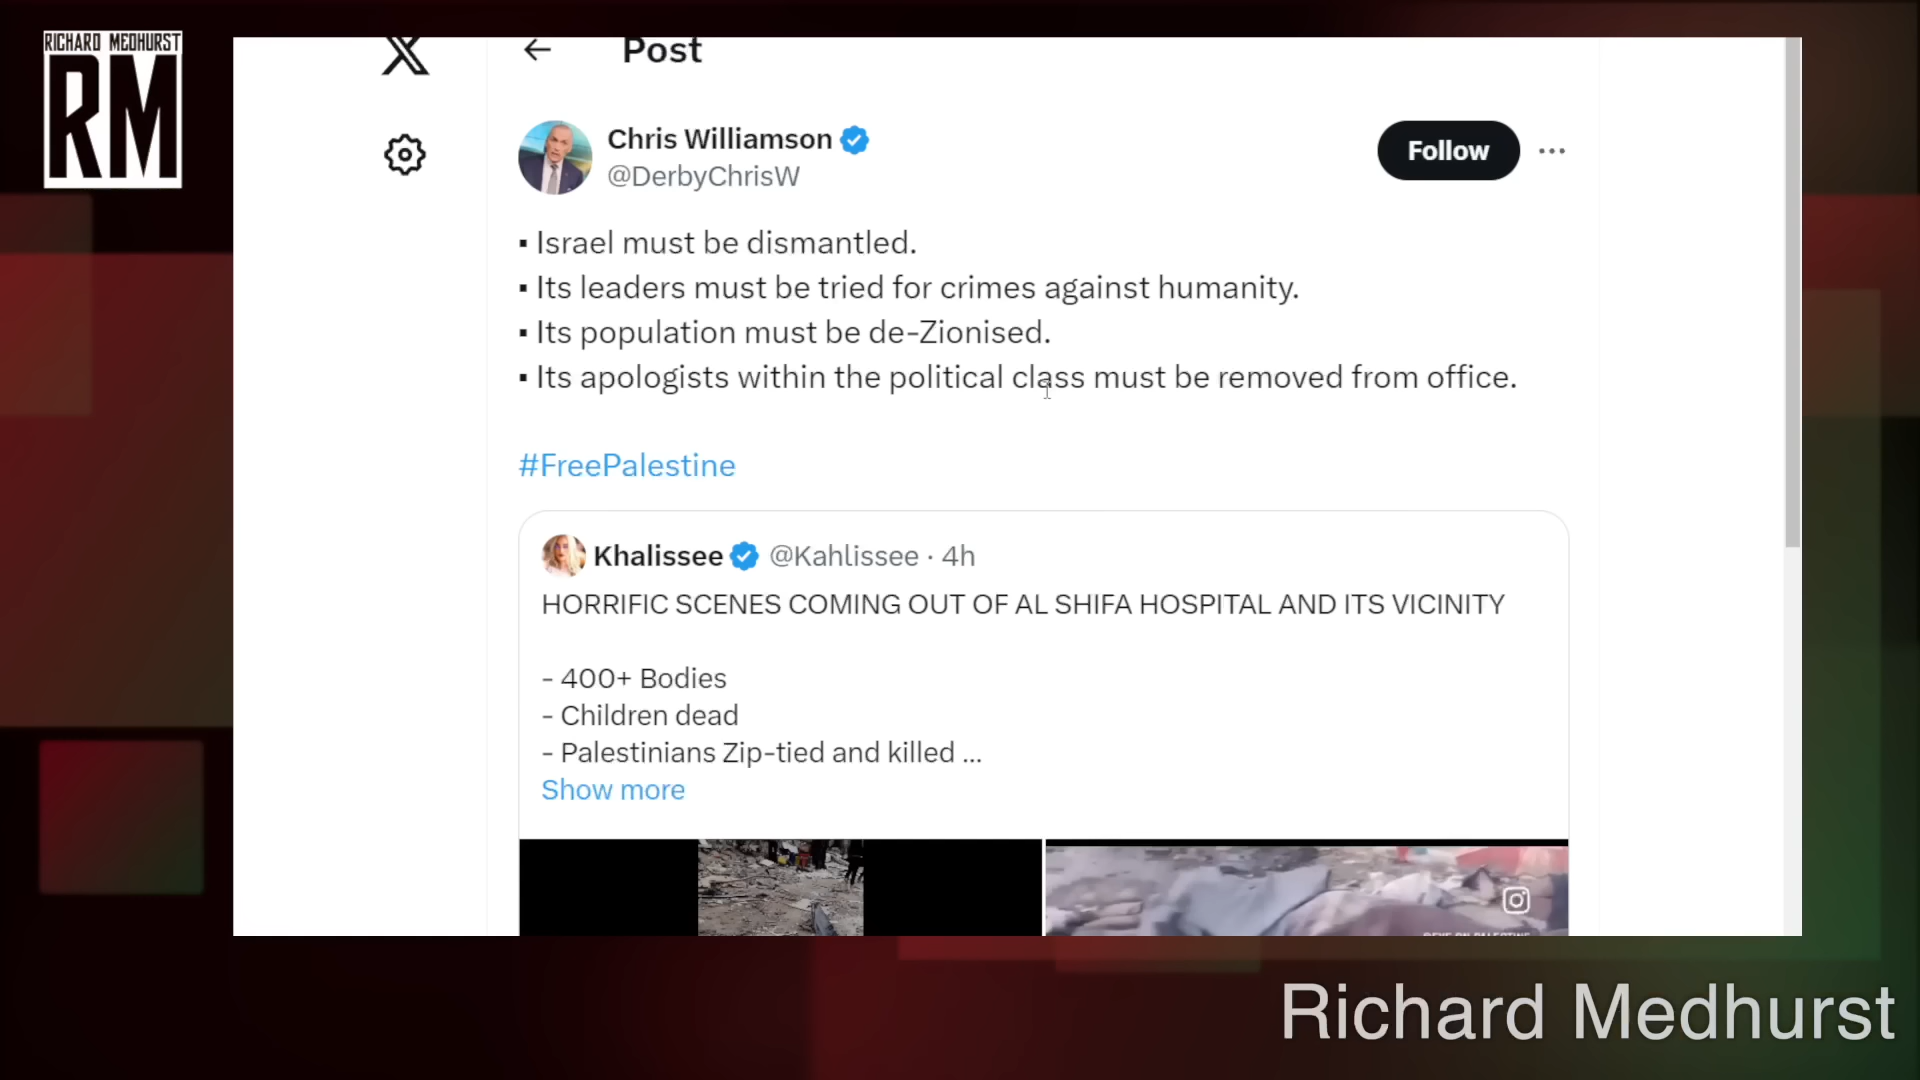 RICHARD MEDHURST
RM
Post
Chris Williamson
@DerbyChrisW
Follow
▪ Israel must be dismantled.
▪ Its leaders must be tried for crimes against humanity.
▪ Its population must be de-Zionised.
▪ Its apologists within the political class must be removed from office.
#FreePalestine
Khalissee @Kahlissee · 4h
HORRIFIC SCENES COMING OUT OF AL SHIFA HOSPITAL AND ITS VICINITY
- 400+ Bodies
- Children dead
- Palestinians Zip-tied and killed ...
Show more
Richard Medhurst